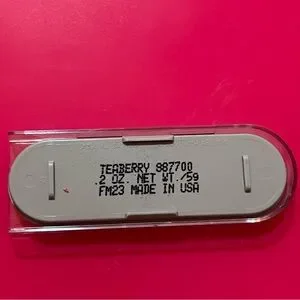 TEABERRY 887700
.2 OZ. NET WT./5g
FM23 MADE IN USA